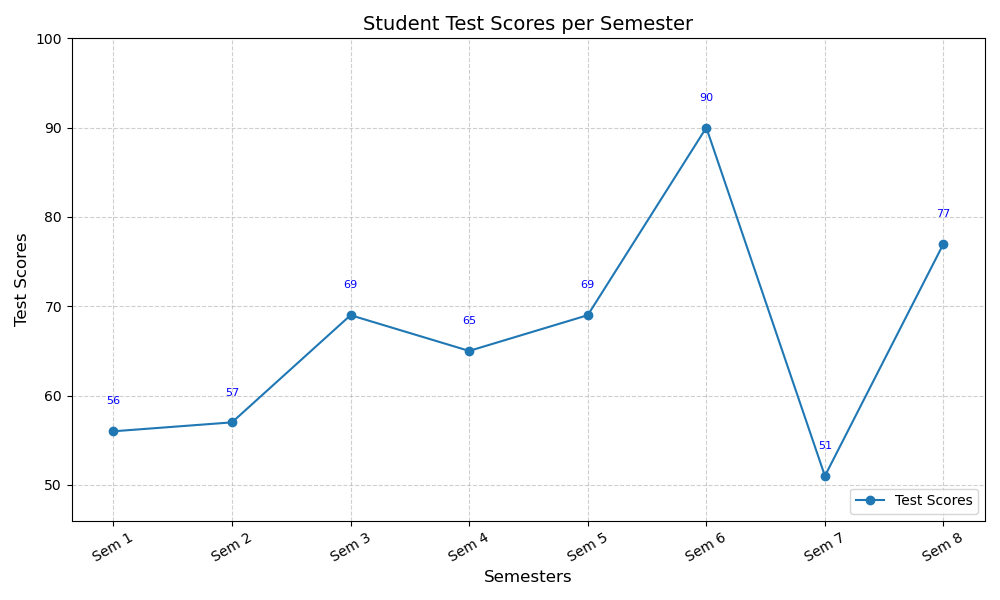 Student Test Scores per Semester
100
90
80
70
60
50
Test Scores
56
57
69
65
69
90
51
77
Test Scores
Sem 1
Sem 2
Sem 3
Sem 4
Sem 5
Sem 6
Sem 7
Sem 8
Semesters